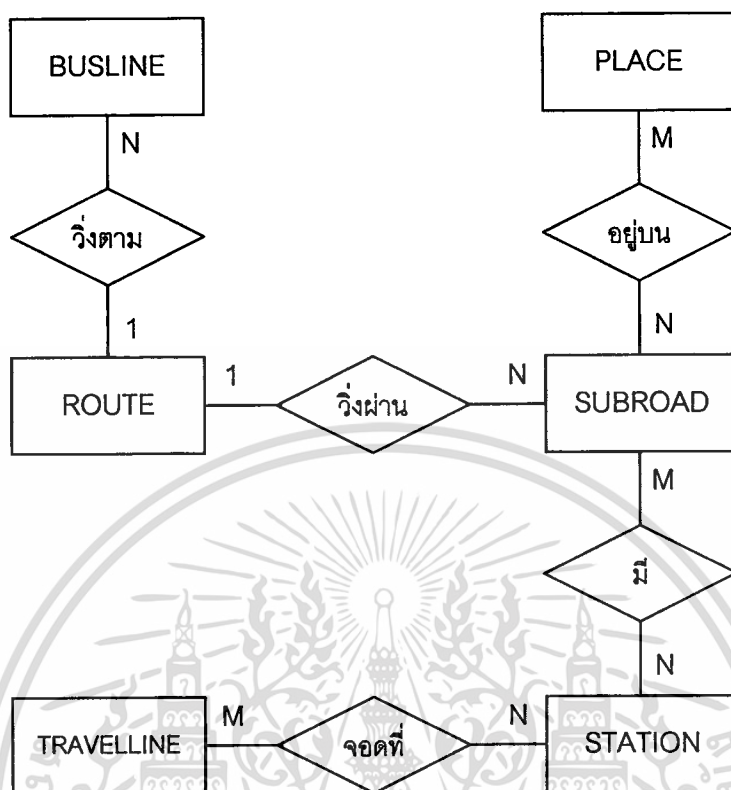 BUSLINE
PLACE
N
M
วิ่งตาม
อยู่บน
1
N
ROUTE
1
วิ่งผ่าน
N
SUBROAD
M
มี
N
TRAVELLINE
M
จอดที่
N
STATION